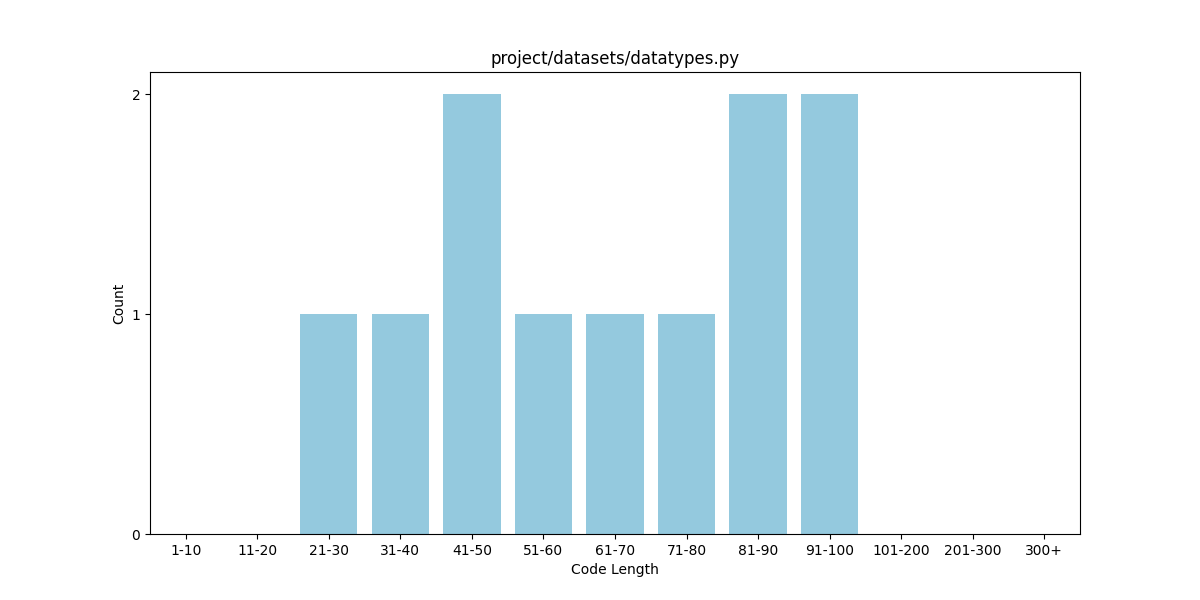 project/datasets/datatypes.py
2
1
0
Count
1-10 11-20 21-30 31-40 41-50 51-60 61-70 71-80 81-90 91-100 101-200 201-300 300+
Code Length